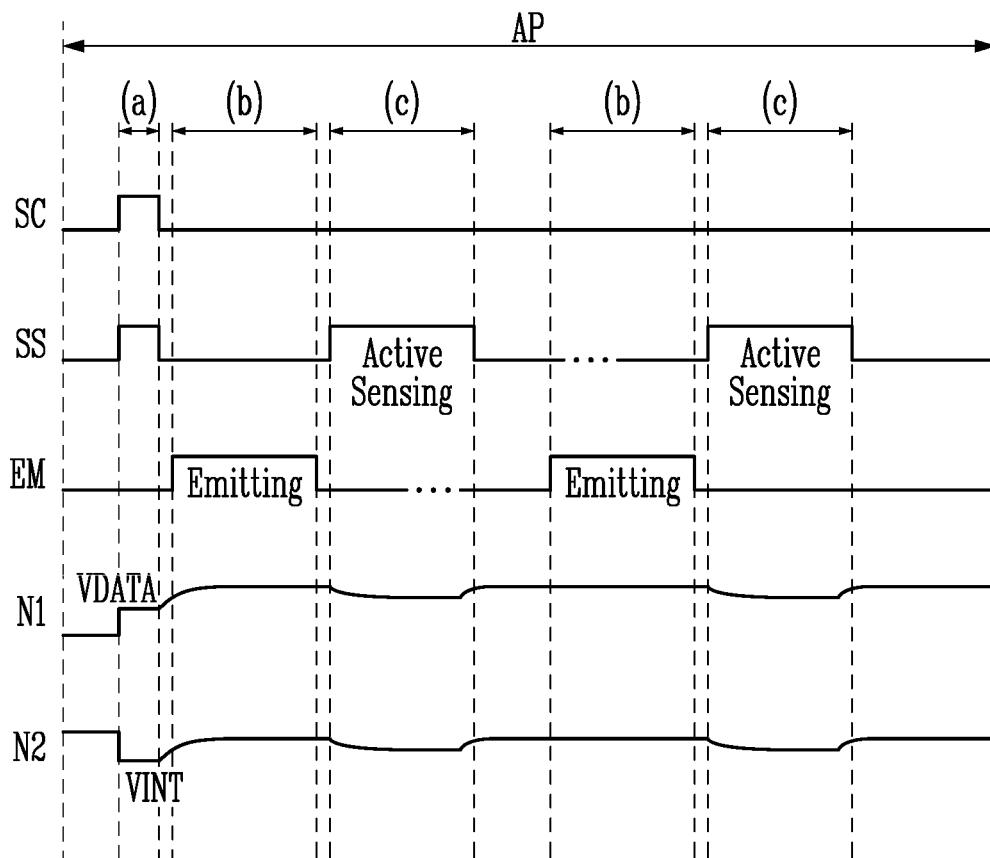 AP
(a) (b) (c) (b) (c)
SC
SS
Active
Sensing
...
Active
Sensing
EM
Emitting
...
Emitting
VDATA
N1
N2
VINT